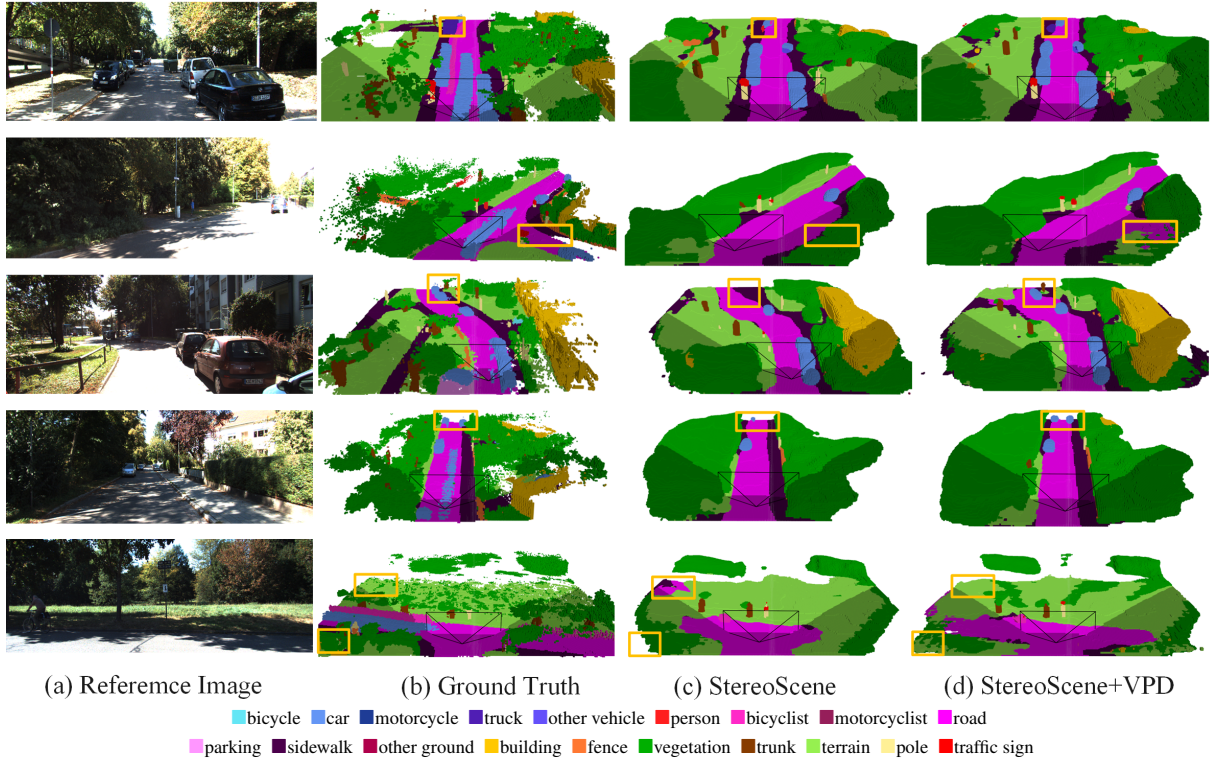 (a) Referemce Image (b) Ground Truth (c) StereoScene (d) StereoScene+VPD
bicycle car motorcycle truck other vehicle person bicyclist motorcyclist road
parking sidewalk other ground building fence vegetation trunk terrain pole traffic sign